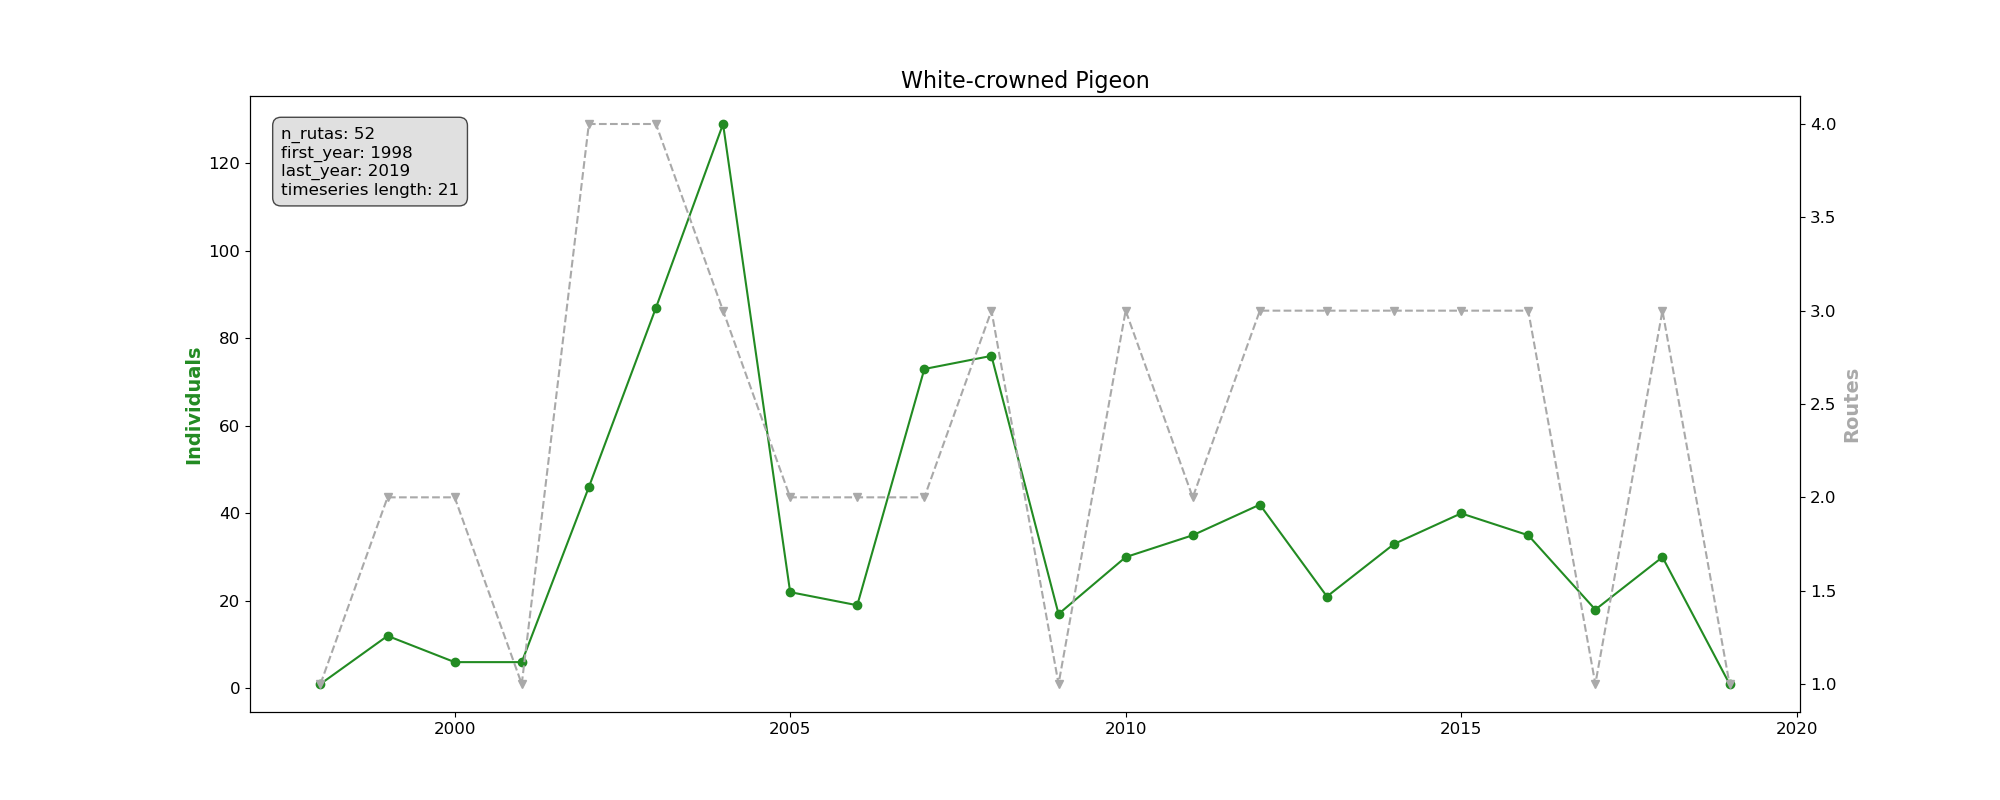 White-crowned Pigeon
n_rutas: 52
first_year: 1998
last_year: 2019
timeseries length: 21
Individuals
120
100
80
60
40
20
0
4.0
3.5
3.0
2.5
2.0
1.5
1.0
Routes
2000 2005 2010 2015 2020